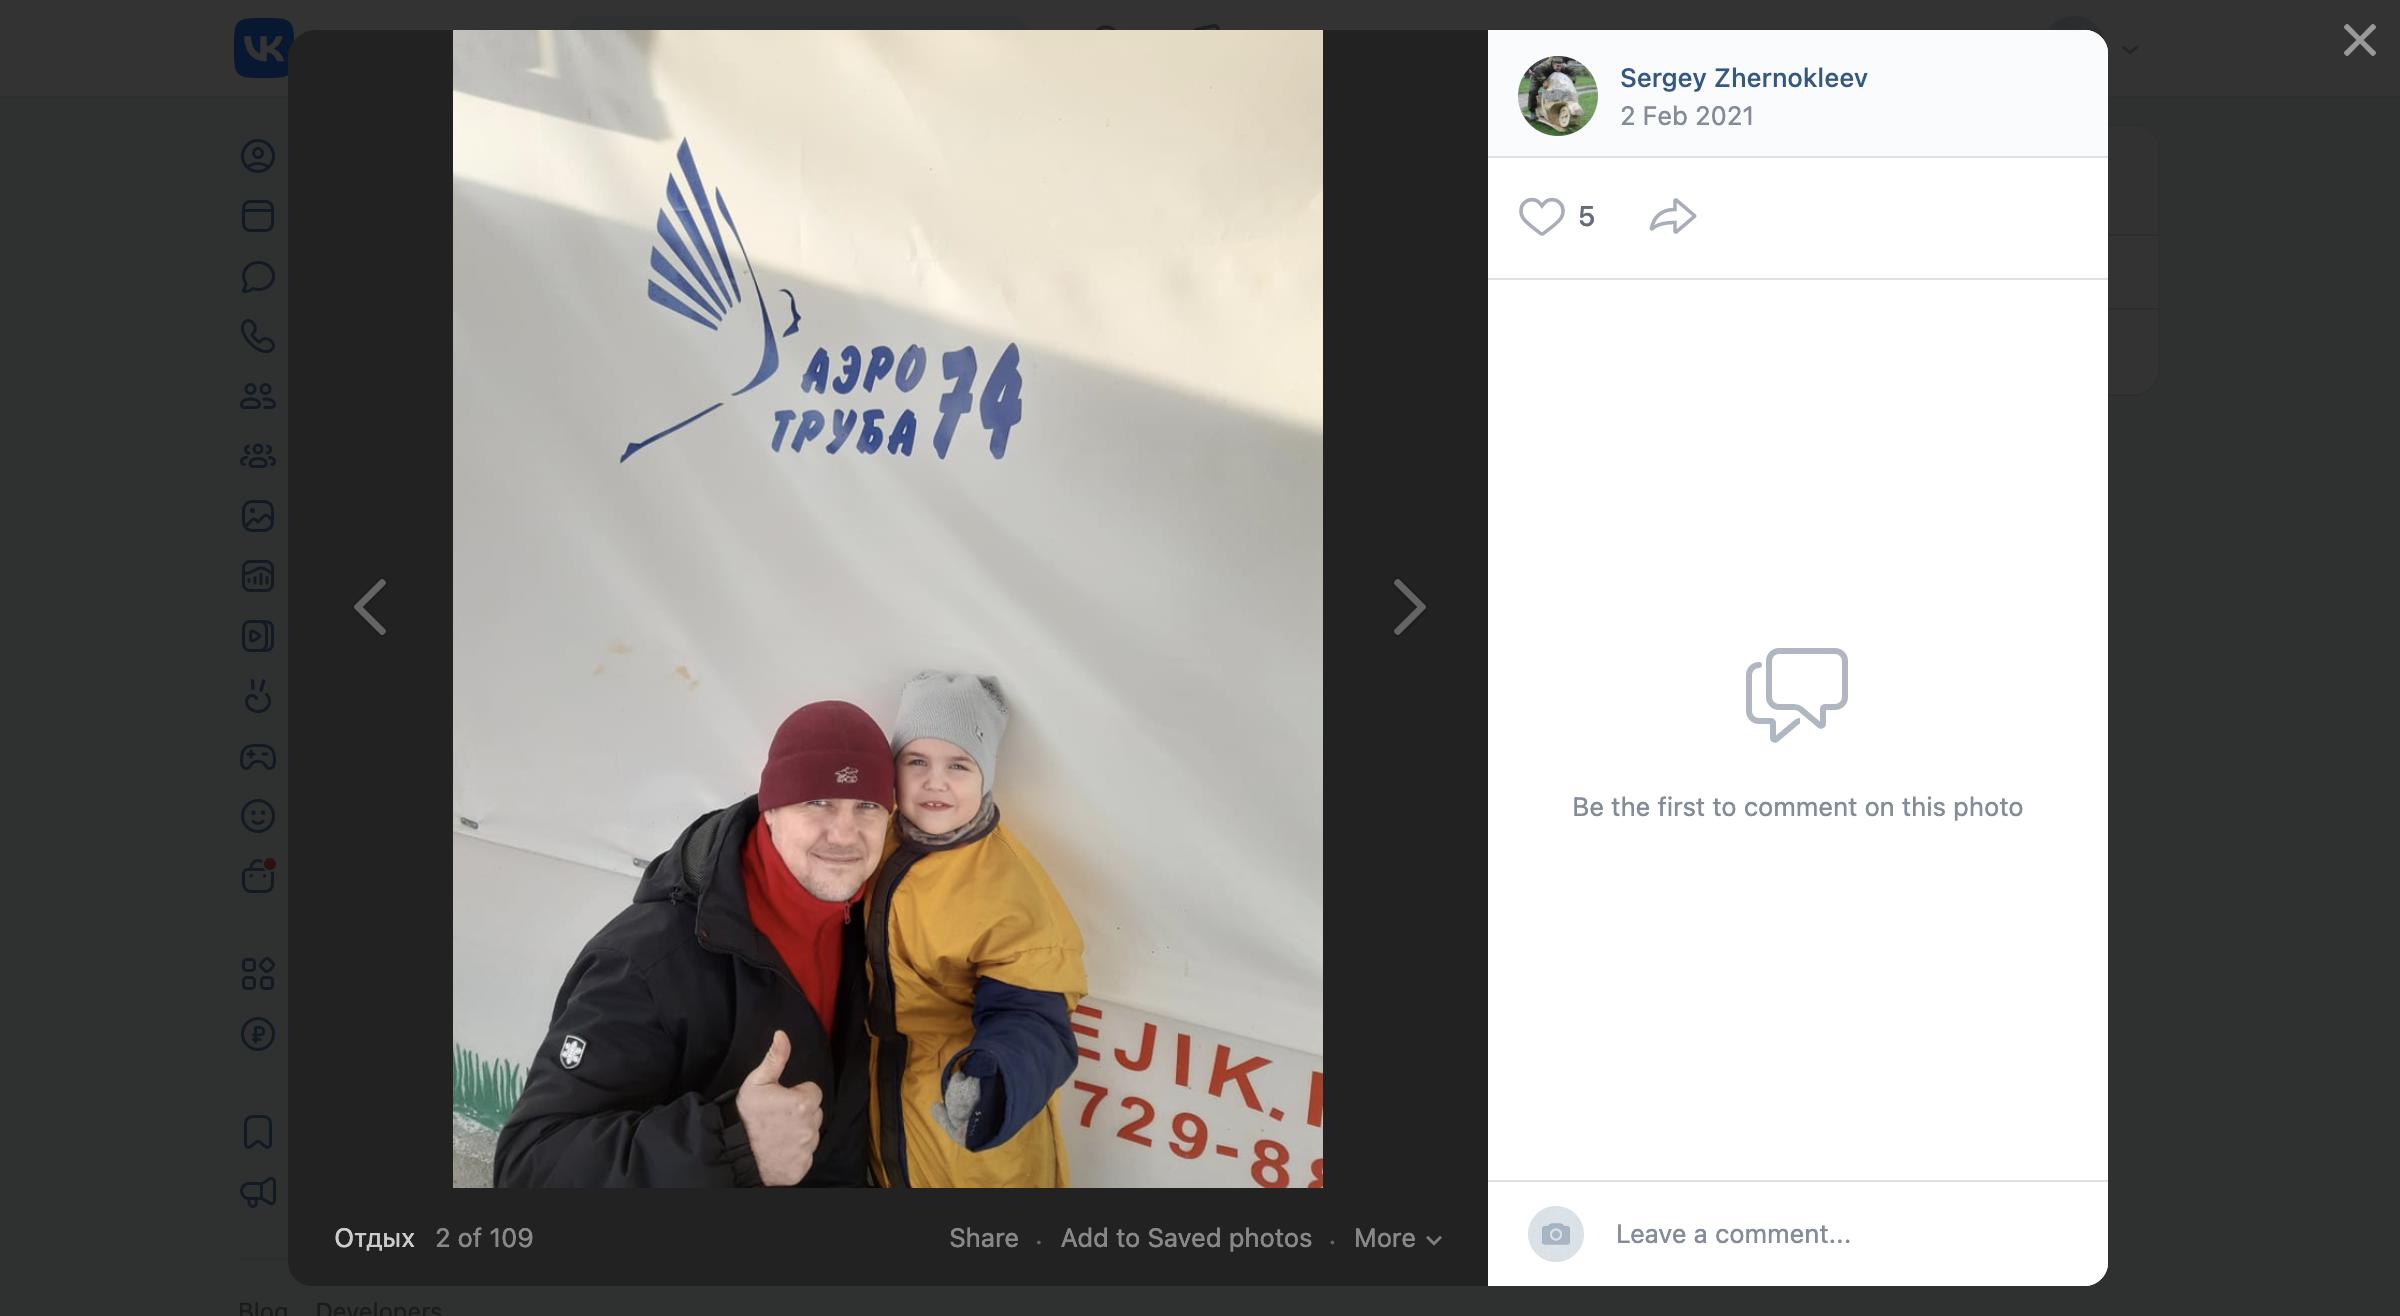 Sergey Zhernokleev
2 Feb 2021
5
АЭРО
ТРУБА 74
EJIK.
729-88
Be the first to comment on this photo
Leave a comment...
Отдых 2 of 109
Share · Add to Saved photos · More
Blog Developers